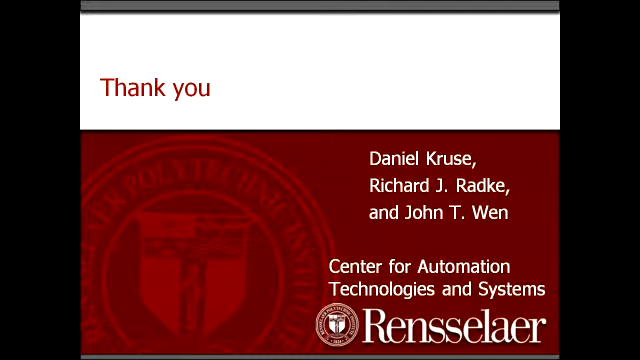 Thank you
Daniel Kruse,
Richard J. Radke,
and John T. Wen
Center for Automation
Technologies and Systems
Rensselaer